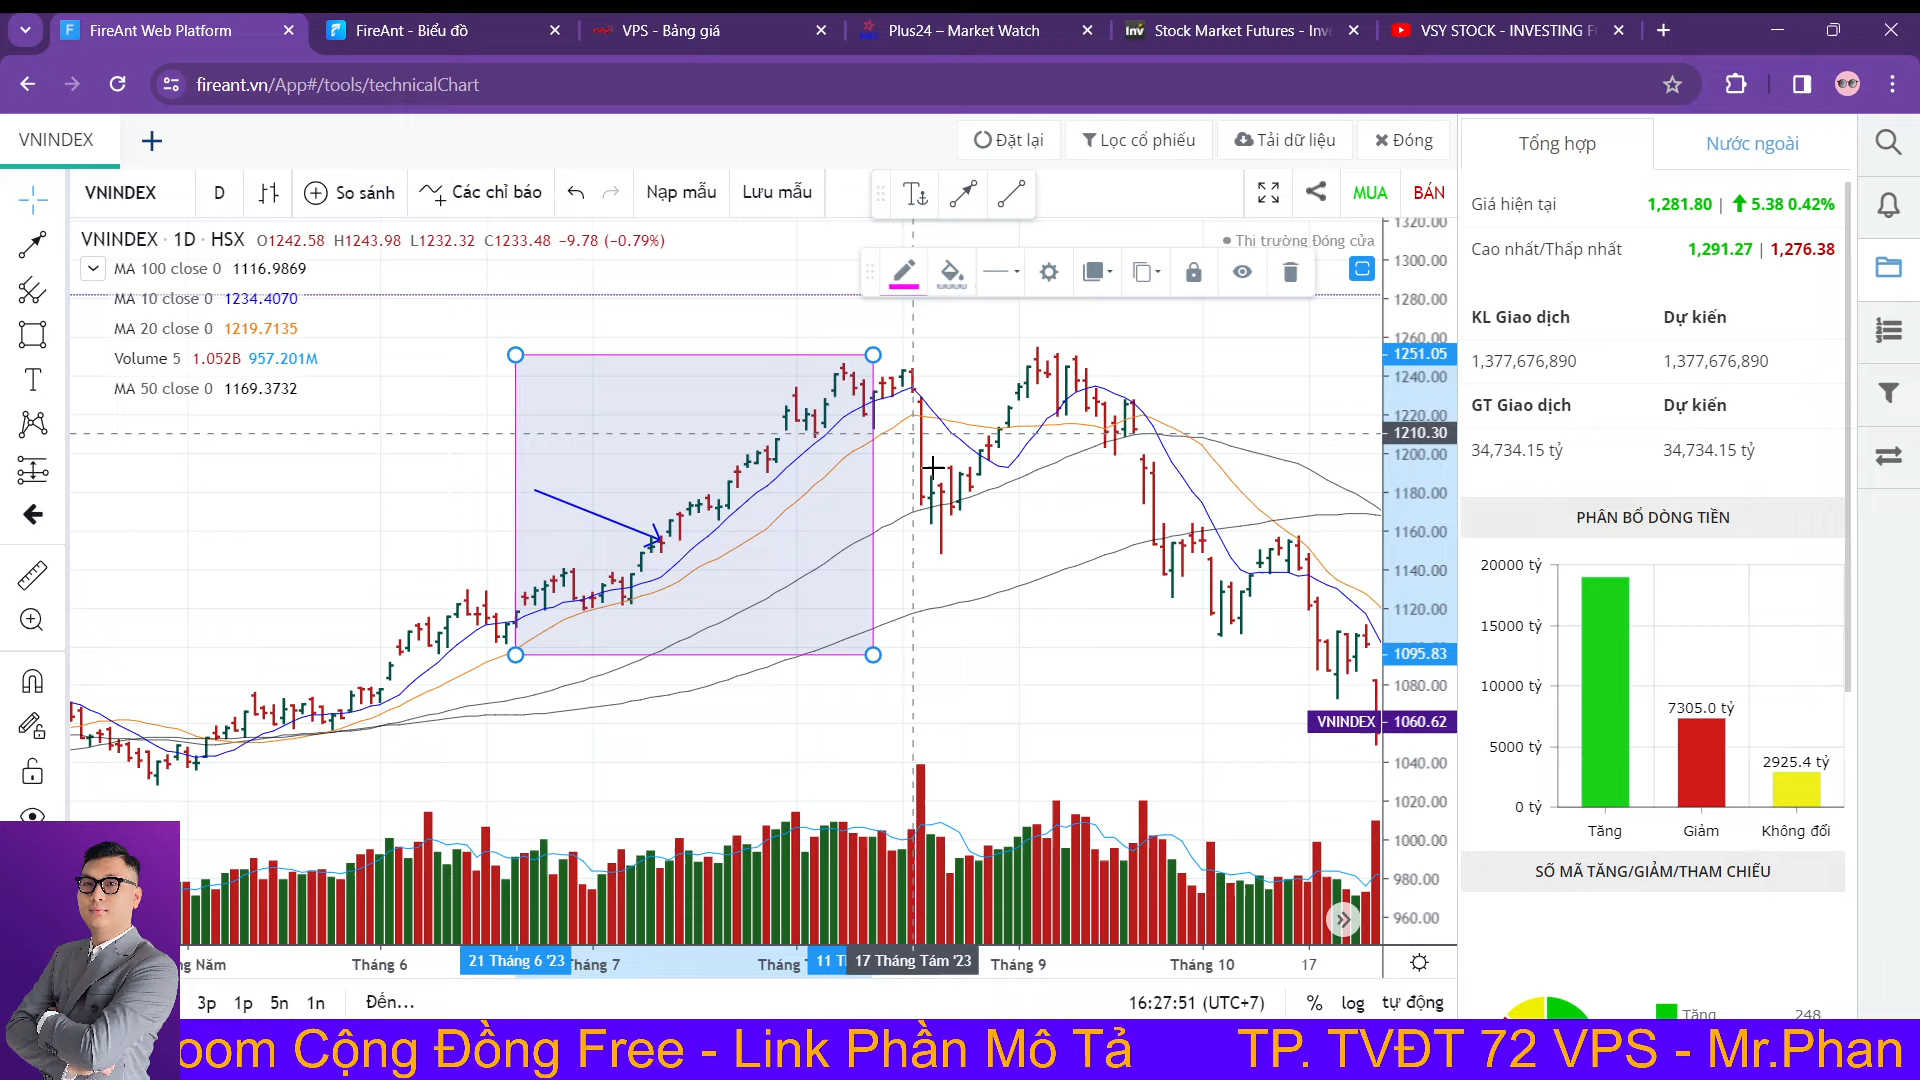 FireAnt Web Platform
FireAnt - Biểu đồ
VPS - Bảng giá
Plus24 – Market Watch
Stock Market Futures - Inv
VSY STOCK - INVESTING F
fireant.vn/App#/tools/technicalChart
VNINDEX
Đặt lại
Lọc cổ phiếu
Tải dữ liệu
Đóng
Tổng hợp
Nước ngoài
VNINDEX
D
So sánh
Các chỉ báo
Nạp mẫu
Lưu mẫu
MUA
BÁN
Giá hiện tại
1,281.80 | 5.38 0.42%
VNINDEX · 1D · HSX O1242.58 H1243.98 L1232.32 C1233.48 −9.78 (−0.79%)
Thị trường Đóng cửa
Cao nhất/Thấp nhất
1,291.27 | 1,276.38
MA 100 close 0 1116.9869
MA 10 close 0 1234.4070
MA 20 close 0 1219.7135
Volume 5 1.052B 957.201M
MA 50 close 0 1169.3732
1320.00
1300.00
1280.00
1260.00
1251.05
1240.00
1220.00
1210.30
1200.00
1180.00
1160.00
1140.00
1120.00
1095.83
1080.00
VNINDEX 1060.62
1040.00
1020.00
1000.00
980.00
960.00
KL Giao dịch
Dự kiến
1,377,676,890
1,377,676,890
GT Giao dịch
Dự kiến
34,734.15 tỷ
34,734.15 tỷ
PHÂN BỔ DÒNG TIỀN
20000 tỷ
15000 tỷ
10000 tỷ
5000 tỷ
0 tỷ
7305.0 tỷ
2925.4 tỷ
Tăng
Giảm
Không đổi
SỐ MÃ TĂNG/GIẢM/THAM CHIẾU
Tăng
248
ng Năm
Tháng 6
21 Tháng 6 '23
Tháng 7
Tháng
11 T
17 Tháng Tám '23
Tháng 9
Tháng 10
17
3p
1p
5n
1n
Đến...
16:27:51 (UTC+7)
%
log
tự động
oom Cộng Đồng Free - Link Phần Mô Tả
TP. TVĐT 72 VPS - Mr.Phan